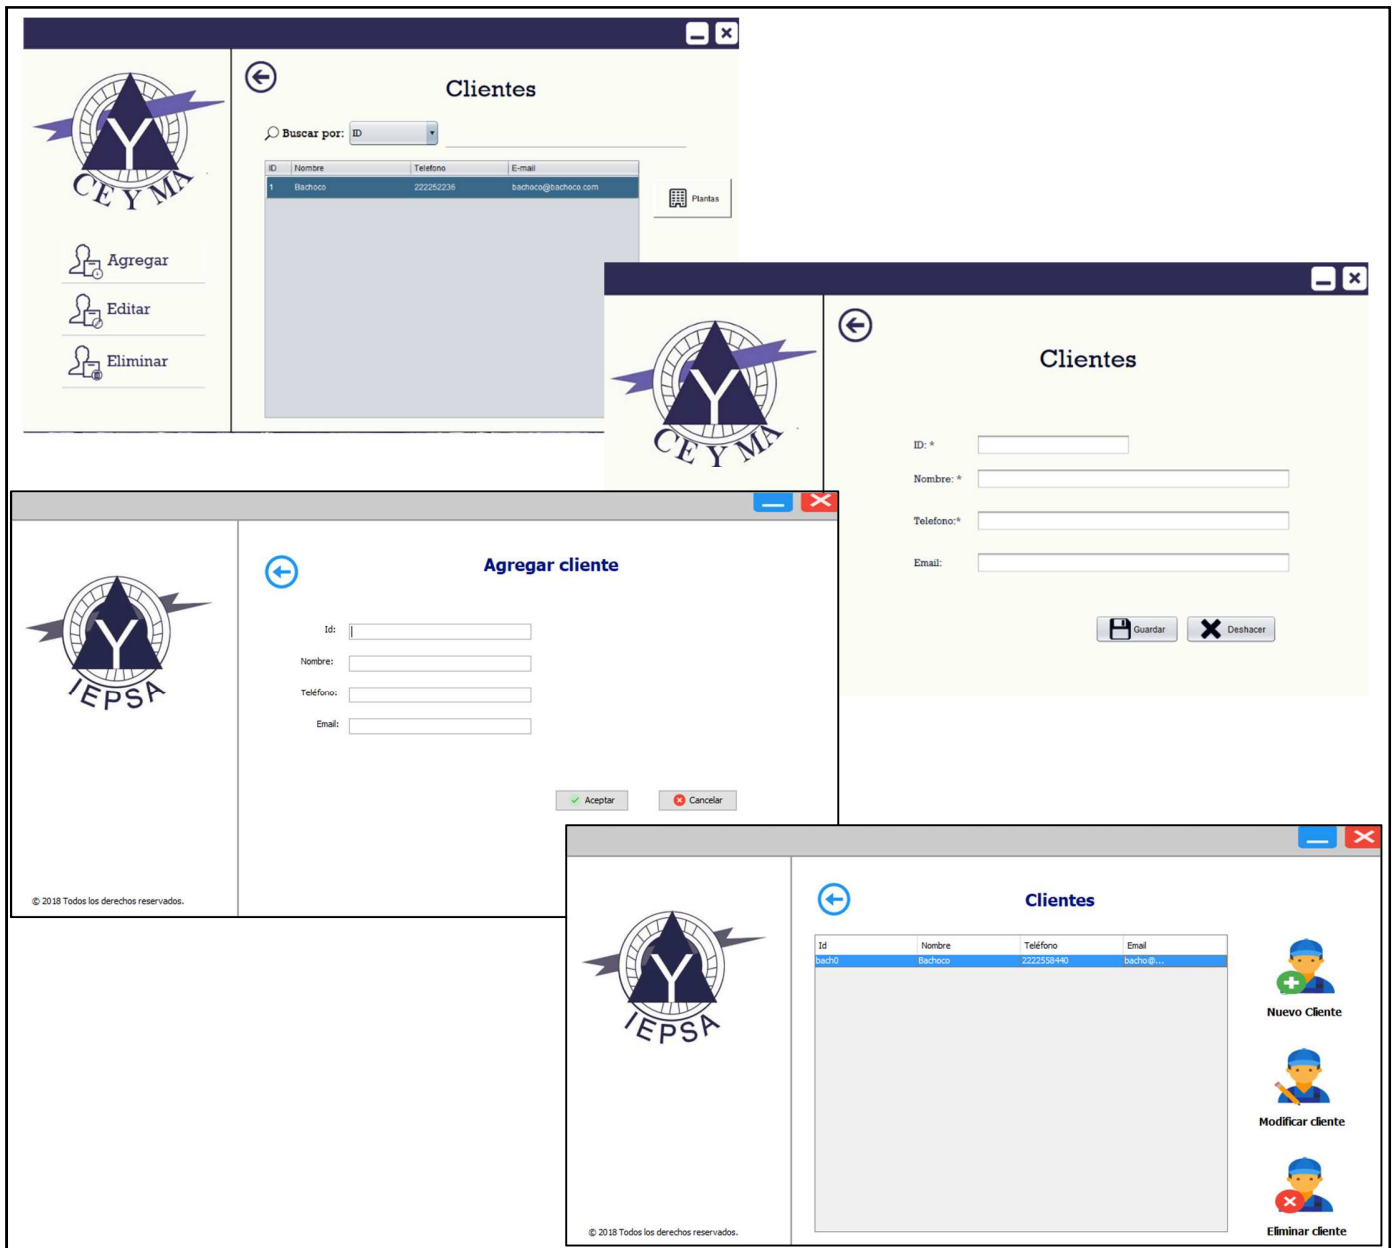 Clientes
Buscar por: ID
ID Nombre Telefono E-mail
1 Bachoco 222252236 bachoco@bachoco.com
Plantas
CEYMA
Agregar
Editar
Eliminar
Clientes
CEYMA
ID: *
Nombre: *
Telefono:*
Email:
Guardar Deshacer
Agregar cliente
IEPSA
Id:
Nombre:
Teléfono:
Email:
Aceptar Cancelar
© 2018 Todos los derechos reservados.
Clientes
Id Nombre Teléfono Email
bach0 Bachoco 2222558440 bacho@...
IEPSA
Nuevo Cliente
Modificar cliente
Eliminar cliente
© 2018 Todos los derechos reservados.